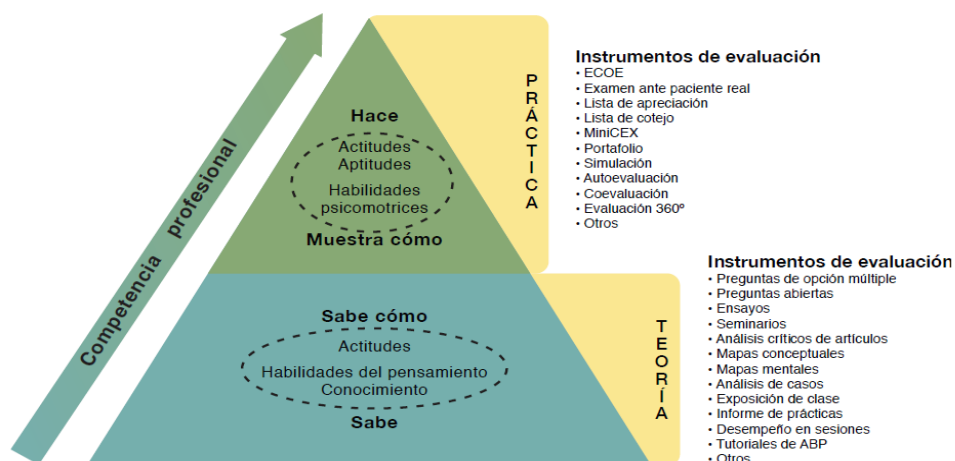 Competencia profesional
Hace
Actitudes
Aptitudes
Habilidades
psicomotrices
Muestra cómo
Sabe cómo
Actitudes
Habilidades del pensamiento
Conocimiento
Sabe
PRÁCTICA
Instrumentos de evaluación
• ECOE
• Examen ante paciente real
• Lista de apreciación
• Lista de cotejo
• MiniCEX
• Portafolio
• Simulación
• Autoevaluación
• Coevaluación
• Evaluación 360º
• Otros
TEORÍA
Instrumentos de evaluación
• Preguntas de opción múltiple
• Preguntas abiertas
• Ensayos
• Seminarios
• Análisis críticos de artículos
• Mapas conceptuales
• Mapas mentales
• Análisis de casos
• Exposición de clase
• Informe de prácticas
• Desempeño en sesiones
• Tutoriales de ABP
• Otros